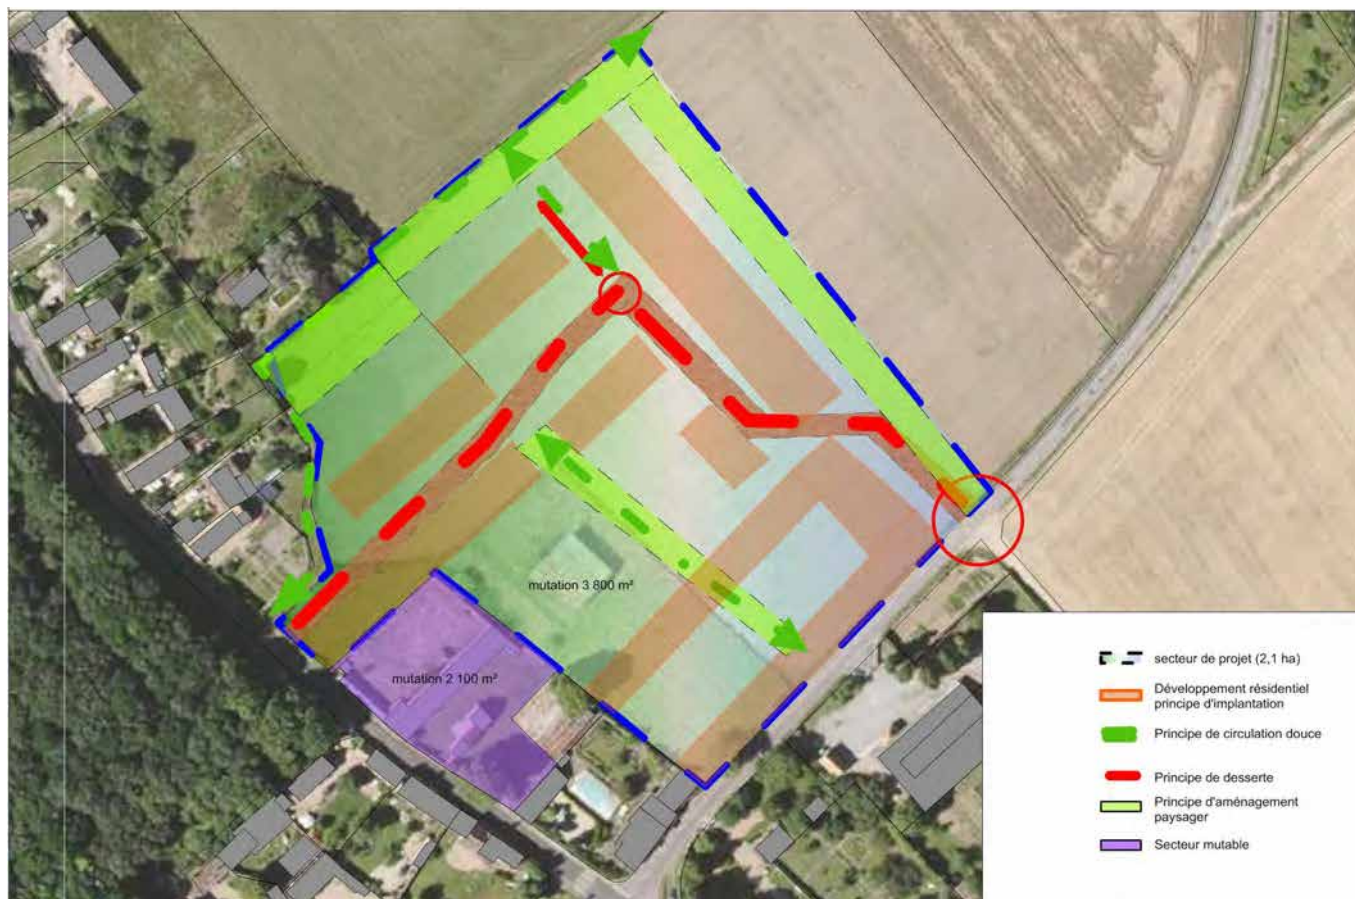 mutation 3 800 m²
mutation 2 100 m²
secteur de projet (2,1 ha)
Développement résidentiel
principe d'implantation
Principe de circulation douce
Principe de desserte
Principe d'aménagement
paysager
Secteur mutable